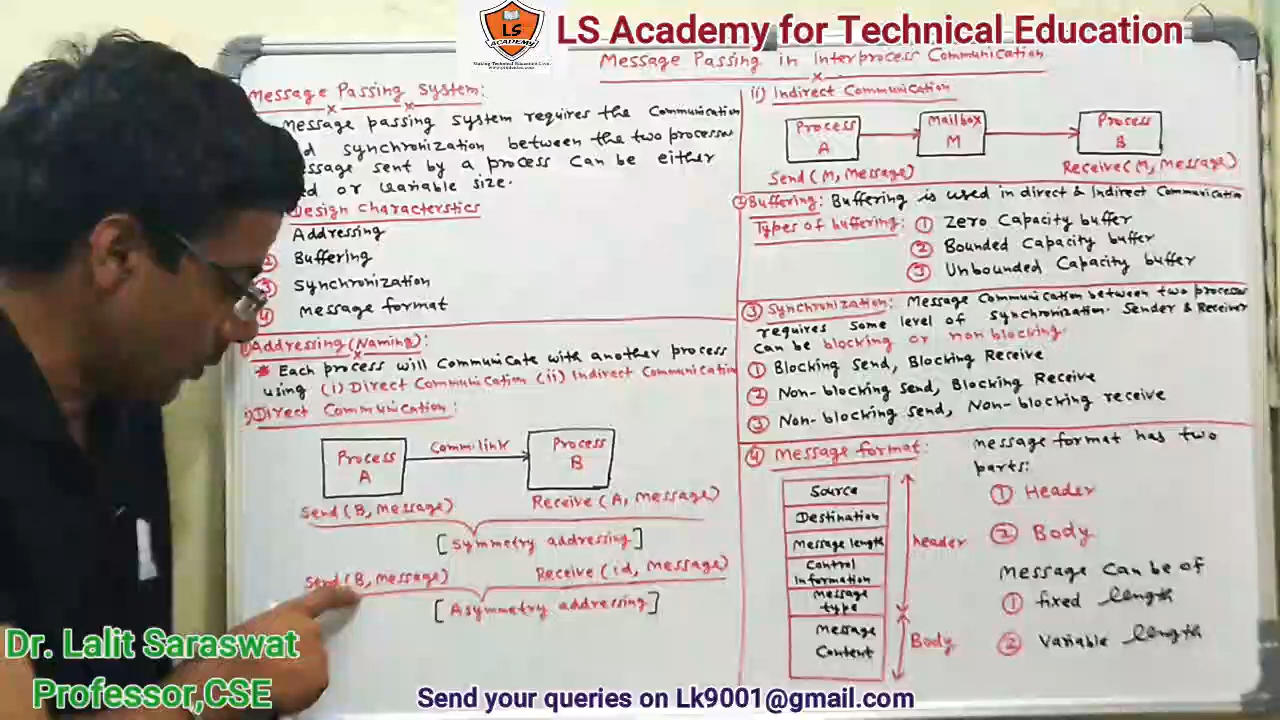 LS Academy for Technical Education
LS
ACADEMY
Message Passing in Interprocess Communication
Message Passing System:
Message passing system requires the Communication
synchronization between the two processes
message sent by a process can be either
or variable size.
Design Characterstics
Addressing
② Buffering
③ Synchronization
④ message format
① Addressing (Naming):
* Each process will communicate with another process
using (i) Direct Communication (ii) Indirect Communication
i) Direct Communication:
Process A
Comm. link
Process B
Send (B, Message)
Receive (A, Message)
[Symmetry addressing]
Send (B, Message)
Receive (id, Message)
[Asymmetry addressing]
ii) Indirect Communication
Process A
Mailbox M
Process B
Send (M, Message)
Receive (M, Message)
② Buffering: Buffering is used in direct & Indirect Communication
Types of buffering: ① Zero Capacity buffer
② Bounded Capacity buffer
③ Unbounded Capacity buffer
③ Synchronization: Message Communication between two processes
requires some level of synchronization. Sender & Receiver
can be blocking or non blocking.
① Blocking Send, Blocking Receive
② Non-blocking send, Blocking Receive
③ Non-blocking send, Non-blocking receive
④ Message format:
Source
Destination
Message length
Control
Information
Message
type
Message
Content
header
Body
message format has two
parts:
① Header
② Body
Message can be of
① fixed length
② Variable length
Dr. Lalit Saraswat
Professor,CSE
Send your queries on Lk9001@gmail.com